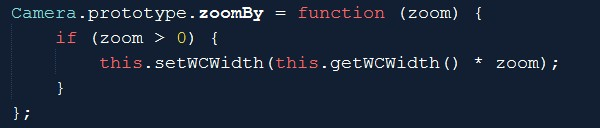 Camera.prototype.zoomBy = function (zoom) {
    if (zoom > 0) {
        this.setWCWidth(this.getWCWidth() * zoom);
    }
};